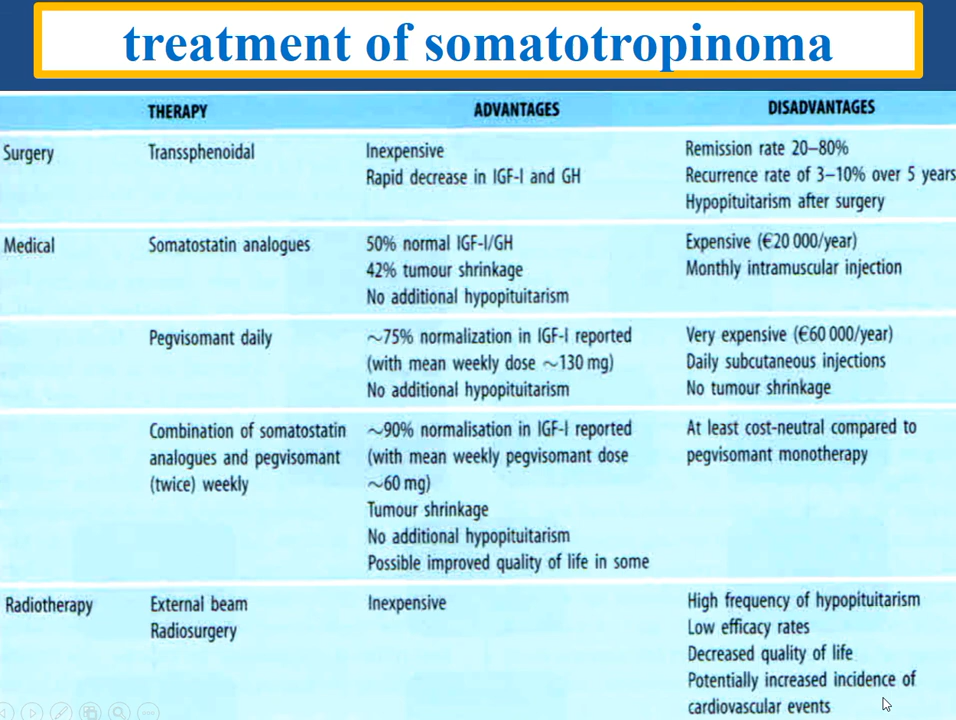 treatment of somatotropinoma
THERAPY ADVANTAGES DISADVANTAGES
Surgery Transsphenoidal Inexpensive Remission rate 20–80%
Rapid decrease in IGF-I and GH Recurrence rate of 3–10% over 5 years
Hypopituitarism after surgery
Medical Somatostatin analogues 50% normal IGF-I/GH Expensive (€20 000/year)
42% tumour shrinkage Monthly intramuscular injection
No additional hypopituitarism
Pegvisomant daily ~75% normalization in IGF-I reported Very expensive (€60 000/year)
(with mean weekly dose ~130 mg) Daily subcutaneous injections
No additional hypopituitarism No tumour shrinkage
Combination of somatostatin ~90% normalisation in IGF-I reported At least cost-neutral compared to
analogues and pegvisomant (with mean weekly pegvisomant dose pegvisomant monotherapy
(twice) weekly ~60 mg)
Tumour shrinkage
No additional hypopituitarism
Possible improved quality of life in some
Radiotherapy External beam Inexpensive High frequency of hypopituitarism
Radiosurgery Low efficacy rates
Decreased quality of life
Potentially increased incidence of
cardiovascular events